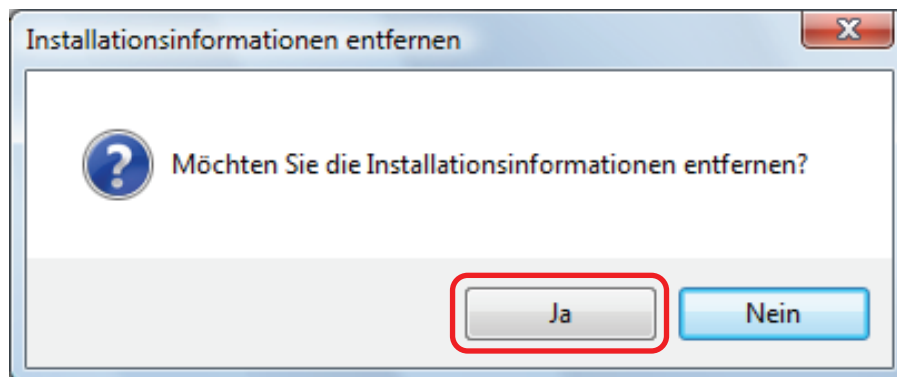 Installationsinformationen entfernen
Möchten Sie die Installationsinformationen entfernen?
Ja
Nein